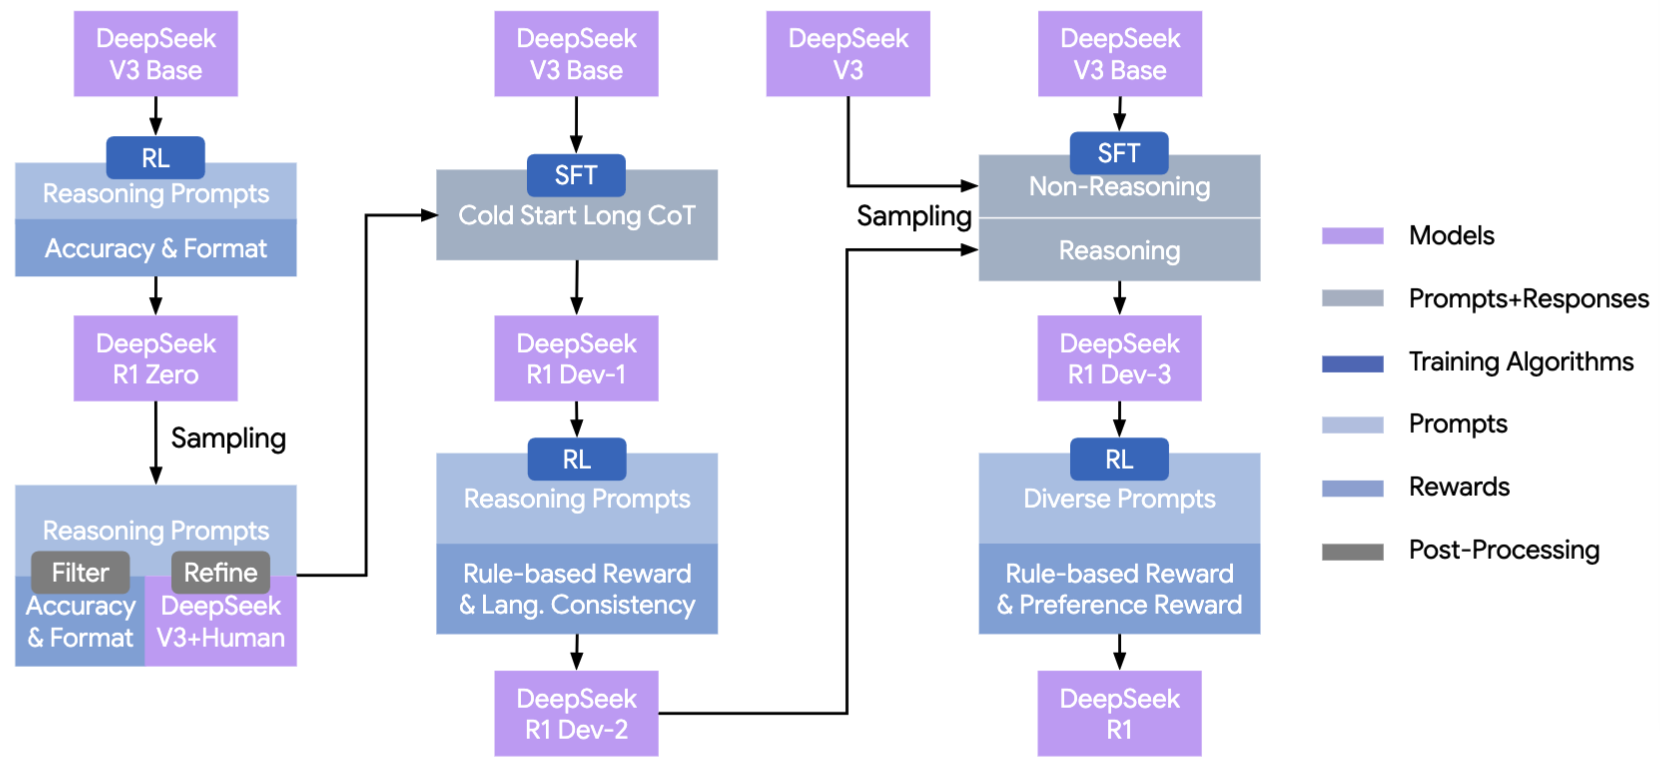 DeepSeek
V3 Base
RL
Reasoning Prompts
Accuracy & Format
DeepSeek
R1 Zero
Sampling
Reasoning Prompts
Filter
Refine
Accuracy
& Format
DeepSeek
V3+Human
DeepSeek
V3 Base
SFT
Cold Start Long CoT
DeepSeek
R1 Dev-1
RL
Reasoning Prompts
Rule-based Reward
& Lang. Consistency
DeepSeek
R1 Dev-2
DeepSeek
V3
Sampling
DeepSeek
V3 Base
SFT
Non-Reasoning
Reasoning
DeepSeek
R1 Dev-3
RL
Diverse Prompts
Rule-based Reward
& Preference Reward
DeepSeek
R1
Models
Prompts+Responses
Training Algorithms
Prompts
Rewards
Post-Processing